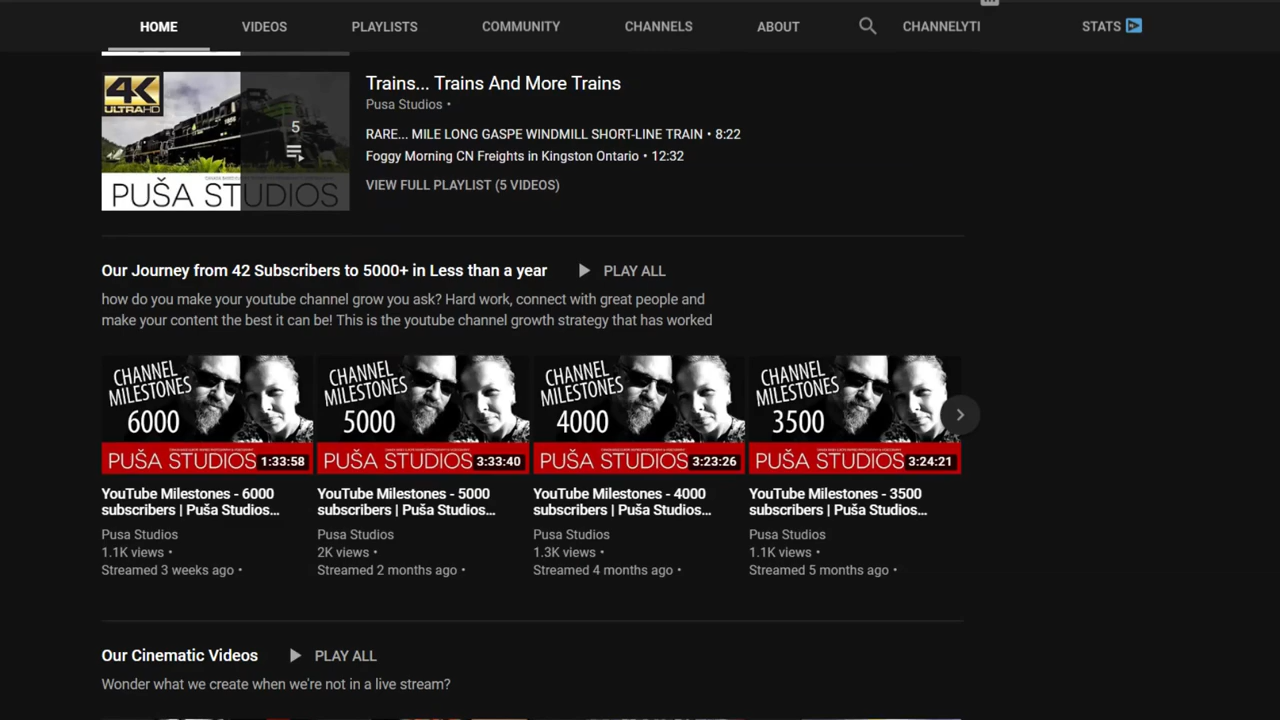 HOME VIDEOS PLAYLISTS COMMUNITY CHANNELS ABOUT CHANNELYTI STATS
4K
ULTRA HD
5
PUŠA STUDIOS
Trains... Trains And More Trains
Pusa Studios •
RARE... MILE LONG GASPE WINDMILL SHORT-LINE TRAIN • 8:22
Foggy Morning CN Freights in Kingston Ontario • 12:32
VIEW FULL PLAYLIST (5 VIDEOS)
Our Journey from 42 Subscribers to 5000+ in Less than a year PLAY ALL
how do you make your youtube channel grow you ask? Hard work, connect with great people and
make your content the best it can be! This is the youtube channel growth strategy that has worked
CHANNEL
MILESTONES
6000
PUŠA STUDIOS 1:33:58
YouTube Milestones - 6000
subscribers | Puša Studios...
Pusa Studios
1.1K views •
Streamed 3 weeks ago •
CHANNEL
MILESTONES
5000
PUŠA STUDIOS 3:33:40
YouTube Milestones - 5000
subscribers | Puša Studios...
Pusa Studios
2K views •
Streamed 2 months ago •
CHANNEL
MILESTONES
4000
PUŠA STUDIOS 3:23:26
YouTube Milestones - 4000
subscribers | Puša Studios...
Pusa Studios
1.3K views •
Streamed 4 months ago •
CHANNEL
MILESTONES
3500
PUŠA STUDIOS 3:24:21
YouTube Milestones - 3500
subscribers | Puša Studios...
Pusa Studios
1.1K views •
Streamed 5 months ago •
Our Cinematic Videos PLAY ALL
Wonder what we create when we're not in a live stream?